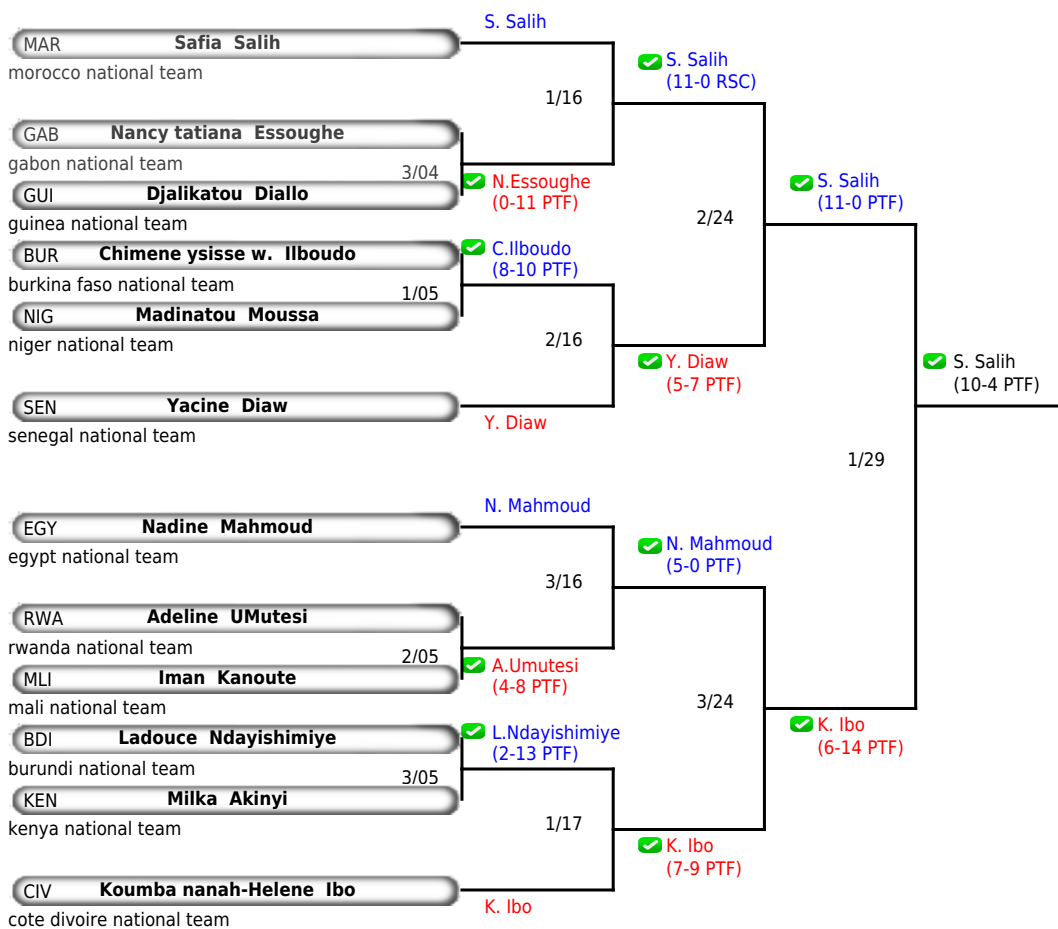 S. Salih
MAR Safia Salih
morocco national team
S. Salih
(11-0 RSC)
1/16
GAB Nancy tatiana Essoughe
gabon national team
3/04
N.Essoughe
(0-11 PTF)
GUI Djalikatou Diallo
guinea national team
S. Salih
(11-0 PTF)
2/24
BUR Chimene ysisse w. Ilboudo
burkina faso national team
C.Ilboudo
(8-10 PTF)
1/05
NIG Madinatou Moussa
niger national team
2/16
Y. Diaw
(5-7 PTF)
S. Salih
(10-4 PTF)
SEN Yacine Diaw
senegal national team
Y. Diaw
1/29
N. Mahmoud
EGY Nadine Mahmoud
egypt national team
N. Mahmoud
(5-0 PTF)
3/16
RWA Adeline UMutesi
rwanda national team
2/05
A.Umutesi
(4-8 PTF)
MLI Iman Kanoute
mali national team
3/24
BDI Ladouce Ndayishimiye
burundi national team
L.Ndayishimiye
(2-13 PTF)
K. Ibo
(6-14 PTF)
3/05
KEN Milka Akinyi
kenya national team
1/17
K. Ibo
(7-9 PTF)
CIV Koumba nanah-Helene Ibo
cote divoire national team
K. Ibo